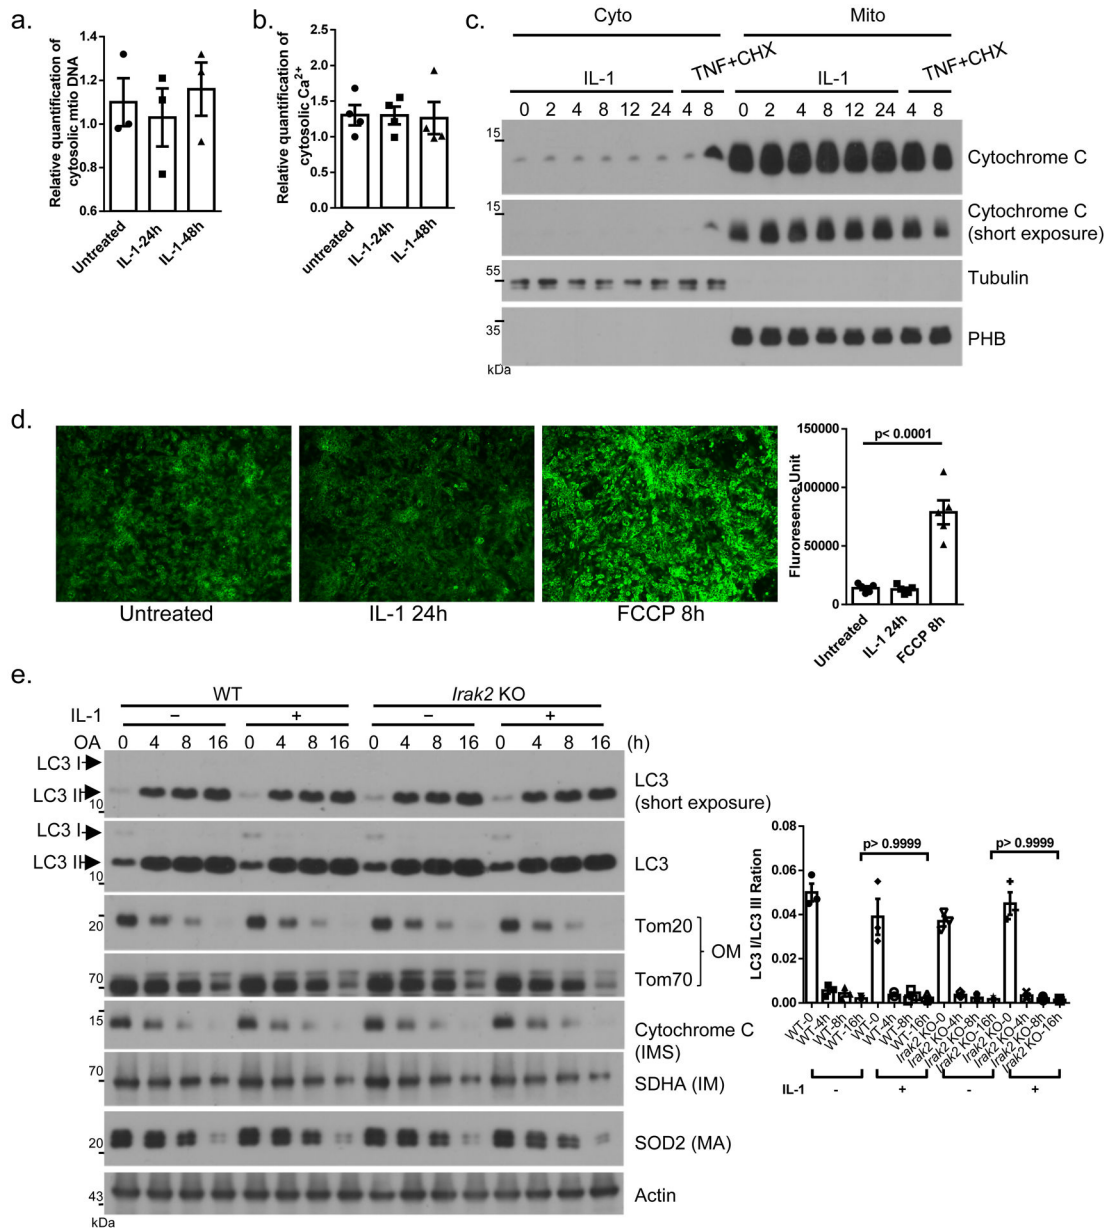 a.
Relative quantification of
cytosolic mtio DNA
1.4
1.2
1.0
0.8
0.6
Untreated
IL-1-24h
IL-1-48h
b.
Relative quantification of
cytosolic Ca2+
2.5
2.0
1.5
1.0
0.5
0.0
untreated
IL-1-24h
IL-1-48h
c.
Cyto
Mito
IL-1
TNF+CHX
IL-1
TNF+CHX
0 2 4 8 12 24 4 8 0 2 4 8 12 24 4 8
15
Cytochrome C
15
Cytochrome C
(short exposure)
55
Tubulin
35
PHB
kDa
d.
Untreated
IL-1 24h
FCCP 8h
Fluroresence Unit
150000
100000
50000
0
p< 0.0001
Untreated
IL-1 24h
FCCP 8h
e.
WT
Irak2 KO
IL-1 − + − +
OA 0 4 8 16 0 4 8 16 0 4 8 16 0 4 8 16 (h)
LC3 I
LC3 II
10
LC3
(short exposure)
LC3 I
LC3 II
10
LC3
20
Tom20
OM
70
Tom70
15
Cytochrome C
(IMS)
70
SDHA (IM)
20
SOD2 (MA)
43
Actin
kDa
LC3 I/LC3 III Ration
0.08
0.06
0.04
0.02
0.00
p> 0.9999
p> 0.9999
WT-0
WT-4h
WT-8h
WT-16h
WT-0
WT-4h
WT-8h
WT-16h
Irak2 KO-0
Irak2 KO-4h
Irak2 KO-8h
Irak2 KO-16h
Irak2 KO-0
Irak2 KO-4h
Irak2 KO-8h
Irak2 KO-16h
IL-1 - + - +